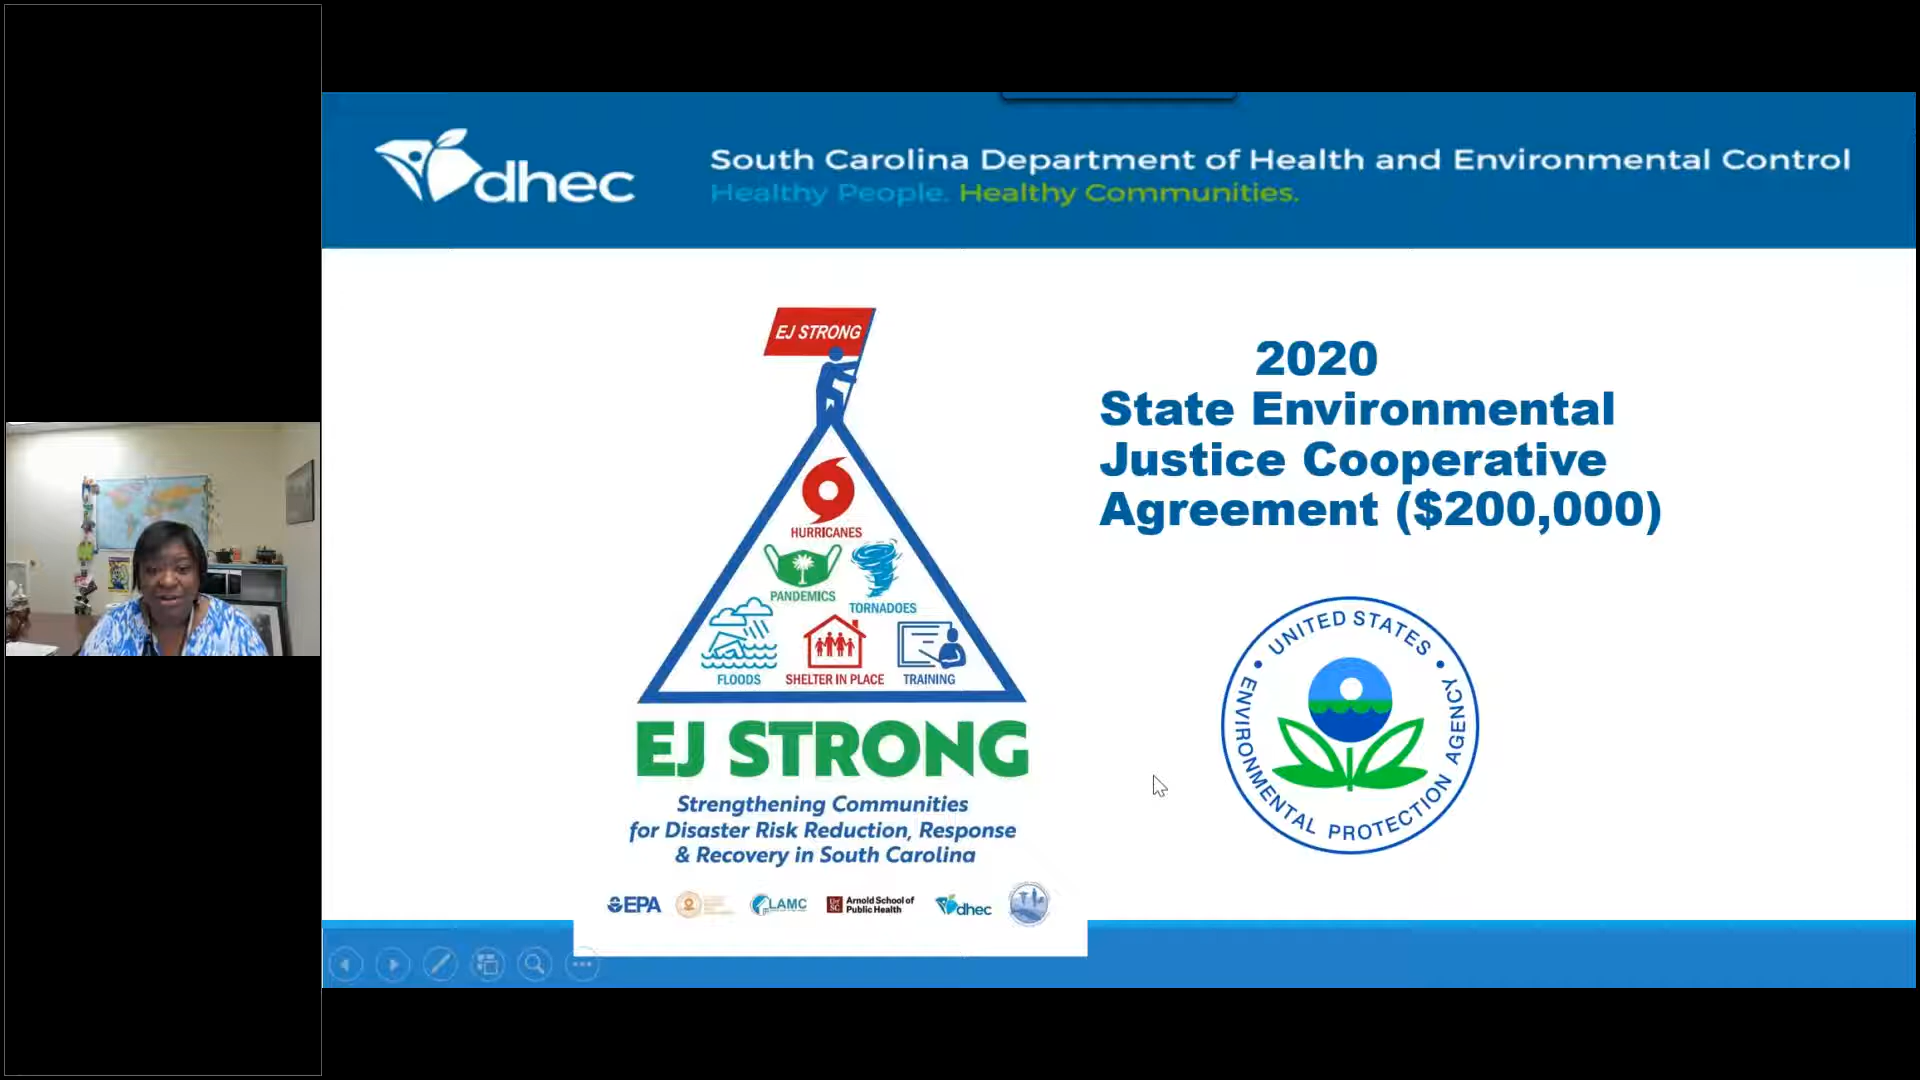 dhec
South Carolina Department of Health and Environmental Control
Healthy People. Healthy Communities.
EJ STRONG
HURRICANES
PANDEMICS
TORNADOES
FLOODS
SHELTER IN PLACE
TRAINING
EJ STRONG
Strengthening Communities
for Disaster Risk Reduction, Response
& Recovery in South Carolina
EPA
LAMC
Arnold School of
Public Health
dhec
2020
State Environmental
Justice Cooperative
Agreement ($200,000)
UNITED STATES
ENVIRONMENTAL PROTECTION AGENCY